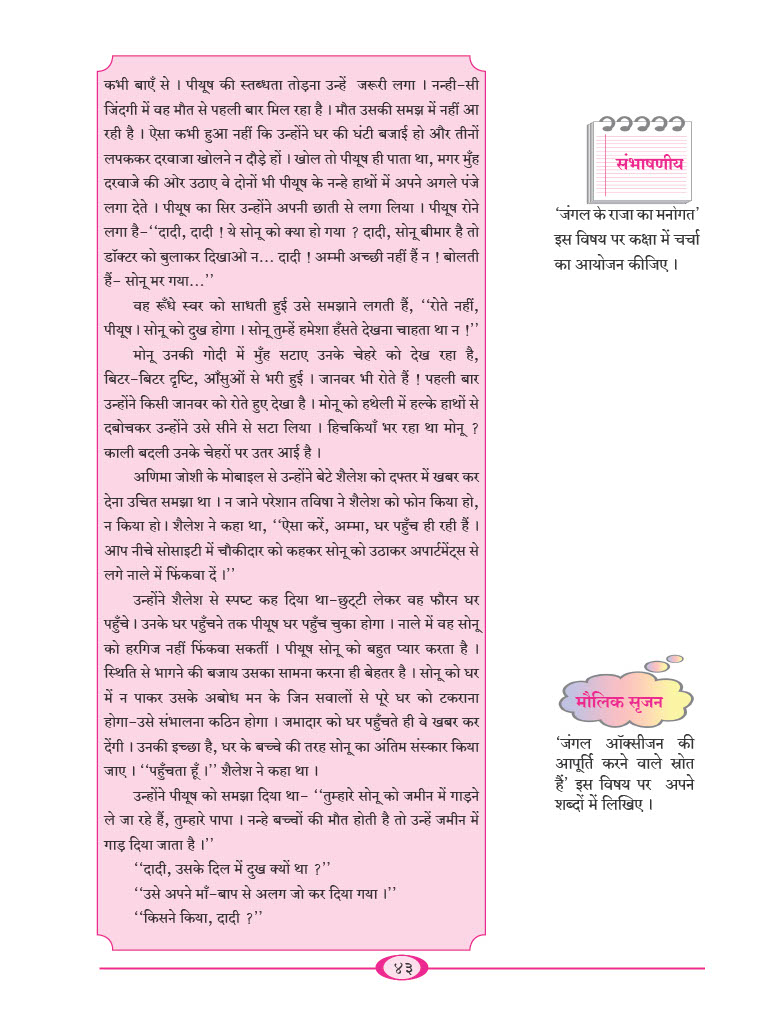 कभी बाएँ से । पीयूष की स्तब्धता तोड़ना उन्हें जरूरी लगा । नन्ही-सी
जिंदगी में वह मौत से पहली बार मिल रहा है । मौत उसकी समझ में नहीं आ
रही है । ऐसा कभी हुआ नहीं कि उन्होंने घर की घंटी बजाई हो और तीनों
लपककर दरवाजा खोलने न दौड़े हों । खोल तो पीयूष ही पाता था, मगर मुँह
दरवाजे की ओर उठाए वे दोनों भी पीयूष के नन्हे हाथों में अपने अगले पंजे
लगा देते । पीयूष का सिर उन्होंने अपनी छाती से लगा लिया । पीयूष रोने
लगा है-‘‘दादी, दादी ! ये सोनू को क्या हो गया ? दादी, सोनू बीमार है तो
डॉक्टर को बुलाकर दिखाओ न... दादी ! अम्मी अच्छी नहीं हैं न ! बोलती
हैं- सोनू मर गया...’’
वह रूँधे स्वर को साधती हुई उसे समझाने लगती हैं, ‘‘रोते नहीं,
पीयूष । सोनू को दुख होगा । सोनू तुम्हें हमेशा हँसते देखना चाहता था न !’’
मोनू उनकी गोदी में मुँह सटाए उनके चेहरे को देख रहा है,
बिटर-बिटर दृष्टि, आँसुओं से भरी हुई । जानवर भी रोते हैं ! पहली बार
उन्होंने किसी जानवर को रोते हुए देखा है । मोनू को हथेली में हल्के हाथों से
दबोचकर उन्होंने उसे सीने से सटा लिया । हिचकियाँ भर रहा था मोनू ?
काली बदली उनके चेहरों पर उतर आई है ।
अणिमा जोशी के मोबाइल से उन्होंने बेटे शैलेश को दफ्तर में खबर कर
देना उचित समझा था । न जाने परेशान तविषा ने शैलेश को फोन किया हो,
न किया हो । शैलेश ने कहा था, ‘‘ऐसा करें, अम्मा, घर पहुँच ही रही हैं ।
आप नीचे सोसाइटी में चौकीदार को कहकर सोनू को उठाकर अपार्टमेंट्स से
लगे नाले में फिंकवा दें ।’’
उन्होंने शैलेश से स्पष्ट कह दिया था-छुट्टी लेकर वह फौरन घर
पहुँचे । उनके घर पहुँचने तक पीयूष घर पहुँच चुका होगा । नाले में वह सोनू
को हरगिज नहीं फिंकवा सकतीं । पीयूष सोनू को बहुत प्यार करता है ।
स्थिति से भागने की बजाय उसका सामना करना ही बेहतर है । सोनू को घर
में न पाकर उसके अबोध मन के जिन सवालों से पूरे घर को टकराना
होगा-उसे संभालना कठिन होगा । जमादार को घर पहुँचते ही वे खबर कर
देंगी । उनकी इच्छा है, घर के बच्चे की तरह सोनू का अंतिम संस्कार किया
जाए । ‘‘पहुँचता हूँ ।’’ शैलेश ने कहा था ।
उन्होंने पीयूष को समझा दिया था- ‘‘तुम्हारे सोनू को जमीन में गाड़ने
ले जा रहे हैं, तुम्हारे पापा । नन्हे बच्चों की मौत होती है तो उन्हें जमीन में
गाड़ दिया जाता है ।’’
‘‘दादी, उसके दिल में दुख क्यों था ?’’
‘‘उसे अपने माँ-बाप से अलग जो कर दिया गया ।’’
‘‘किसने किया, दादी ?’’
संभाषणीय
‘जंगल के राजा का मनोगत’
इस विषय पर कक्षा में चर्चा
का आयोजन कीजिए ।
मौलिक सृजन
‘जंगल ऑक्सीजन की
आपूर्ति करने वाले स्रोत
हैं’ इस विषय पर अपने
शब्दों में लिखिए ।
४३